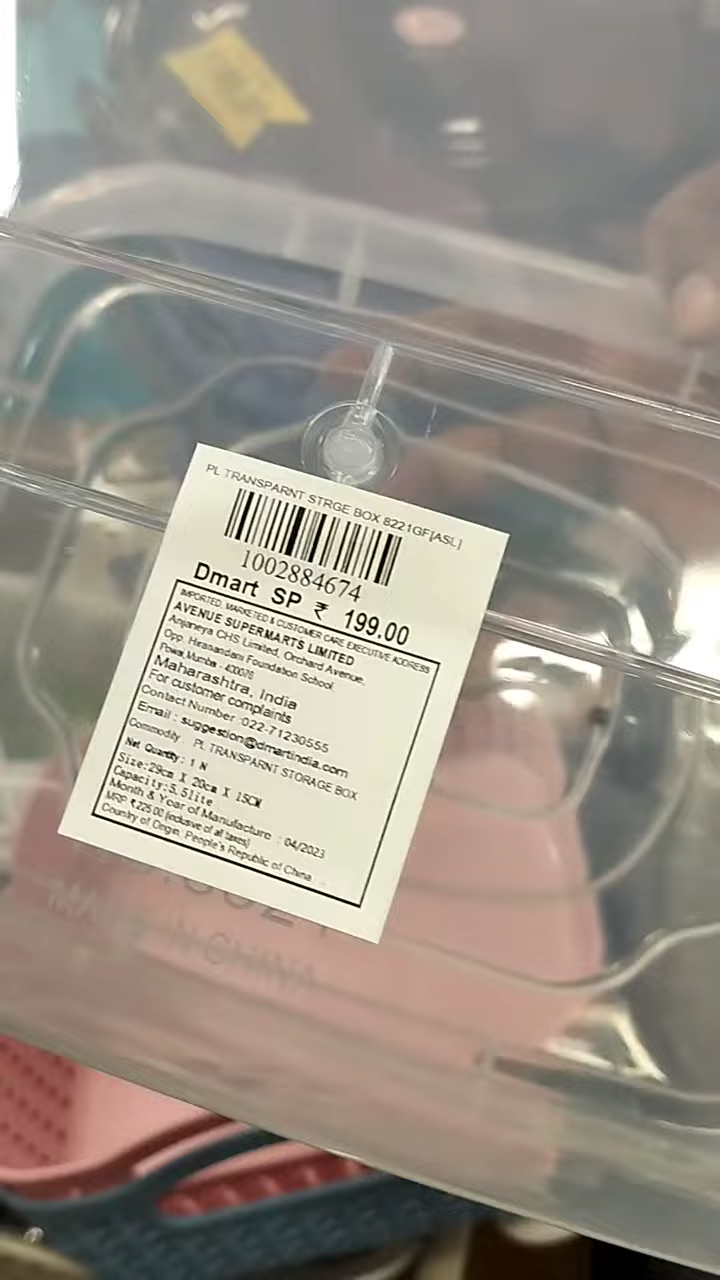 PL TRANSPARNT STRGE BOX 8221GF[ASL]
1002884674
Dmart SP ₹ 199.00
IMPORTED, MARKETED & CUSTOMER CARE EXECUTIVE ADDRESS
AVENUE SUPERMARTS LIMITED
Anjaneya CHS Limited, Orchard Avenue,
Opp. Hirasandani Foundation School
Powai, Mumbai - 400076
Maharashtra, India
For customer complaints
Contact Number :022-71230555
Email : suggestion@dmartindia.com
Commodity : PL TRANSPARNT STORAGE BOX
Net Quantity: 1 N
Size:29cm X 20cm X 15CM
Capacity:5.5lite
Month & Year of Manufacture : 04/2023
MRP ₹ 225.00 (inclusive of all taxes)
Country of Origin: People's Republic of China
MADE IN CHINA